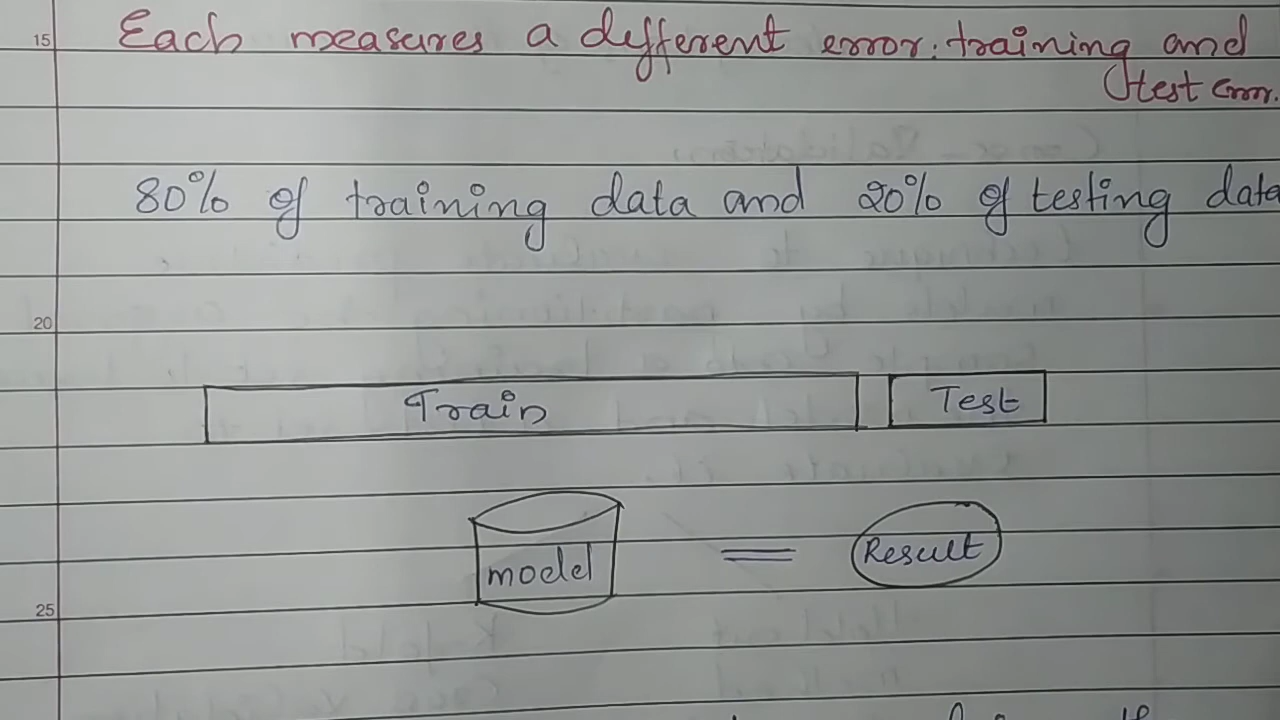 15
Each measures a different error. training and
test error.
80% of training data and 20% of testing data
20
Train Test
model = Result
25